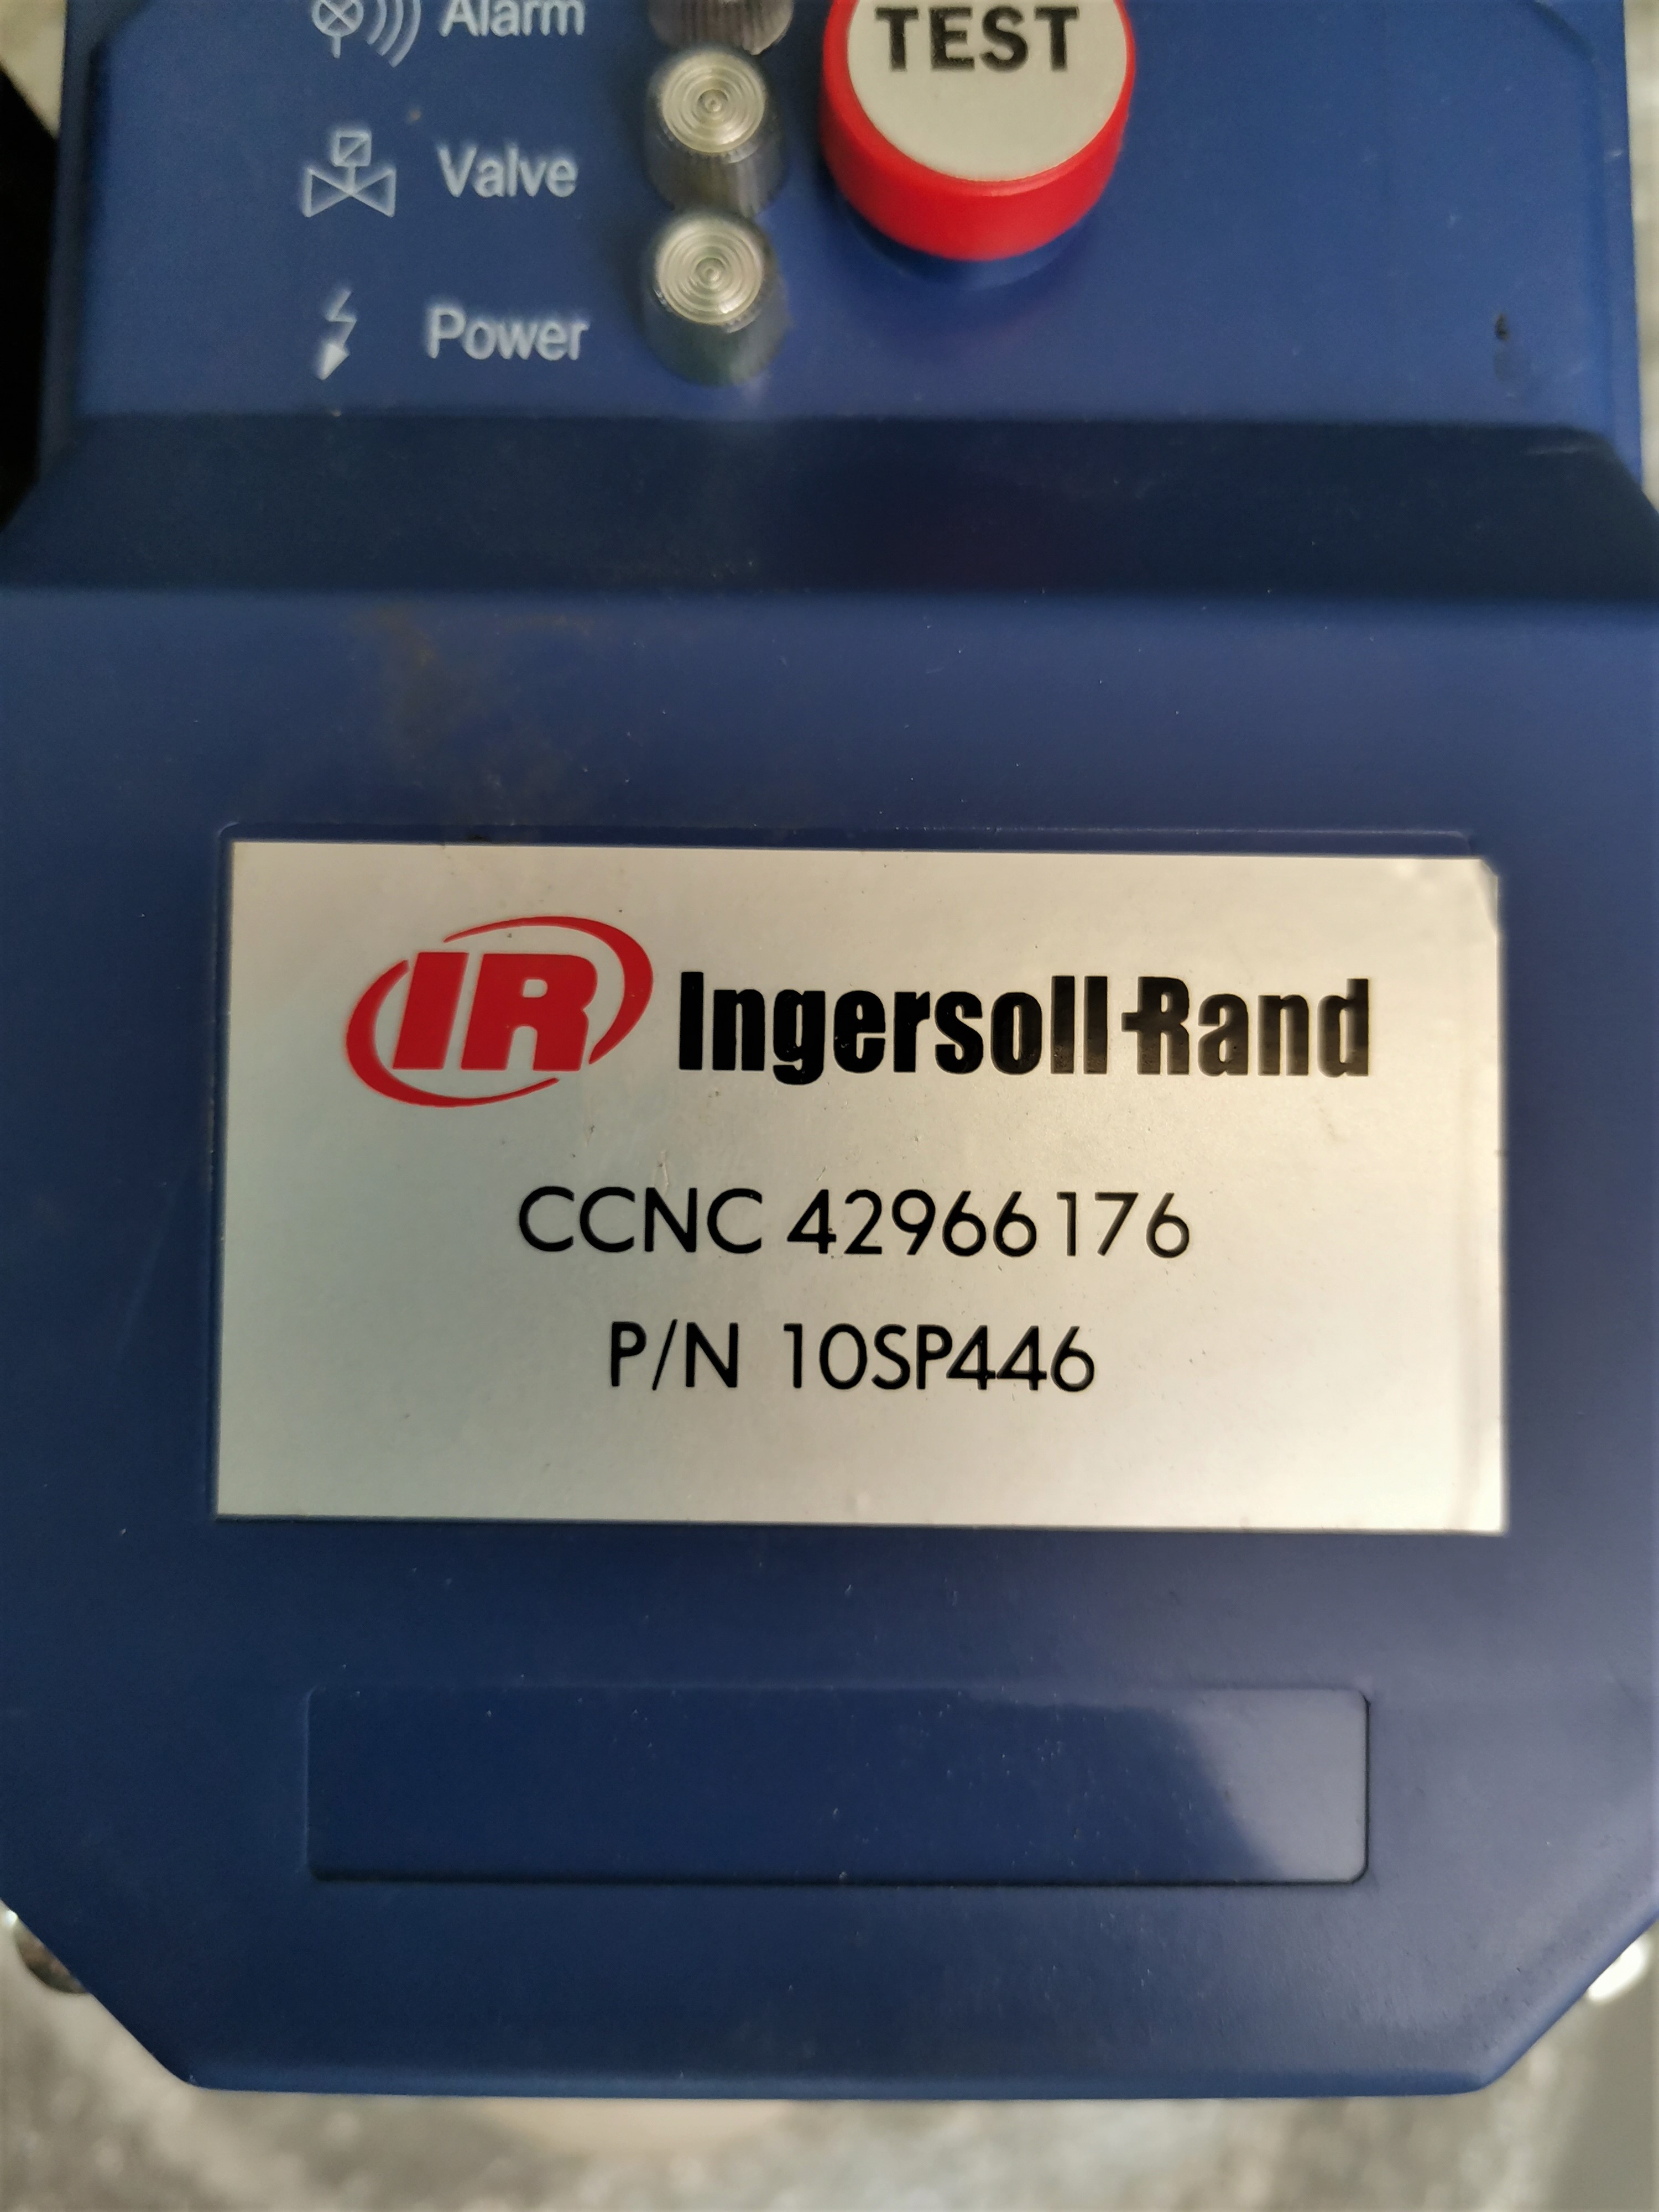 Alarm
TEST
Valve
Power
IR Ingersoll Rand
CCNC 42966176
P/N 10SP446